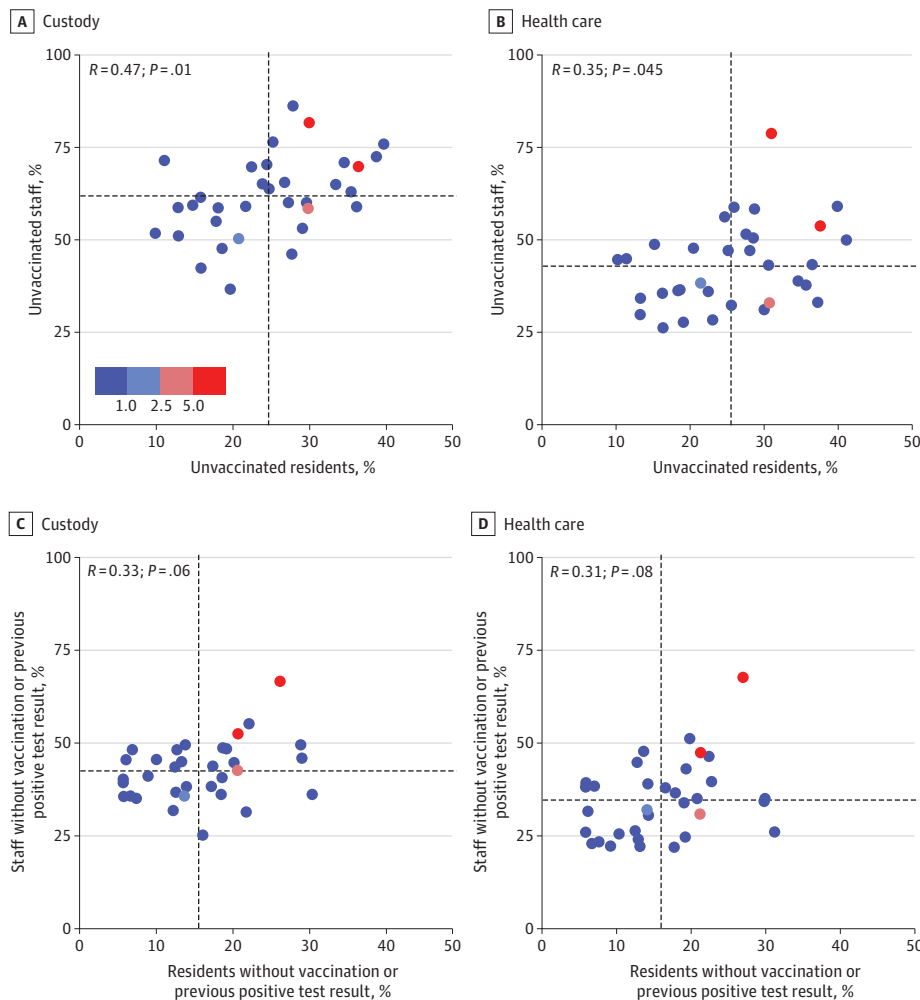 A Custody
100
75
50
25
0
Unvaccinated staff, %
R = 0.47; P = .01
1.0 2.5 5.0
0 10 20 30 40 50
Unvaccinated residents, %
B Health care
100
75
50
25
0
Unvaccinated staff, %
R = 0.35; P = .045
0 10 20 30 40 50
Unvaccinated residents, %
C Custody
100
75
50
25
0
Staff without vaccination or previous
positive test result, %
R = 0.33; P = .06
0 10 20 30 40 50
Residents without vaccination or
previous positive test result, %
D Health care
100
75
50
25
0
Staff without vaccination or previous
positive test result, %
R = 0.31; P = .08
0 10 20 30 40 50
Residents without vaccination or
previous positive test result, %